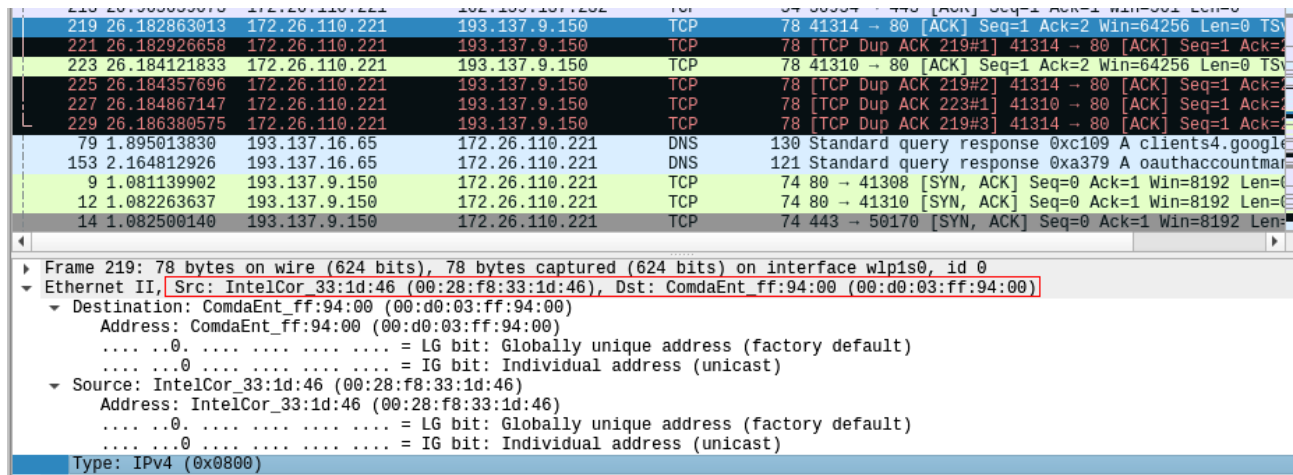 219 26.182863013 172.26.110.221 193.137.9.150 TCP 78 41314 → 80 [ACK] Seq=1 Ack=2 Win=64256 Len=0
221 26.182926658 172.26.110.221 193.137.9.150 TCP 78 [TCP Dup ACK 219#1] 41314 → 80 [ACK] Seq=1 Ack=
223 26.184121833 172.26.110.221 193.137.9.150 TCP 78 41310 → 80 [ACK] Seq=1 Ack=2 Win=64256 Len=0
225 26.184357696 172.26.110.221 193.137.9.150 TCP 78 [TCP Dup ACK 219#2] 41314 → 80 [ACK] Seq=1 Ack=
227 26.184867147 172.26.110.221 193.137.9.150 TCP 78 [TCP Dup ACK 223#1] 41310 → 80 [ACK] Seq=1 Ack=
229 26.186380575 172.26.110.221 193.137.9.150 TCP 78 [TCP Dup ACK 219#3] 41314 → 80 [ACK] Seq=1 Ack=
79 1.895013830 193.137.16.65 172.26.110.221 DNS 130 Standard query response 0xc109 A clients4.google
153 2.164812926 193.137.16.65 172.26.110.221 DNS 121 Standard query response 0xa379 A oauthaccountma
9 1.081139902 193.137.9.150 172.26.110.221 TCP 74 80 → 41308 [SYN, ACK] Seq=0 Ack=1 Win=8192 Len=
12 1.082263637 193.137.9.150 172.26.110.221 TCP 74 80 → 41310 [SYN, ACK] Seq=0 Ack=1 Win=8192 Len=
14 1.082500140 193.137.9.150 172.26.110.221 TCP 74 443 → 50170 [SYN, ACK] Seq=0 Ack=1 Win=8192 Len=
Frame 219: 78 bytes on wire (624 bits), 78 bytes captured (624 bits) on interface wlp1s0, id 0
Ethernet II, Src: IntelCor_33:1d:46 (00:28:f8:33:1d:46), Dst: ComdaEnt_ff:94:00 (00:d0:03:ff:94:00)
Destination: ComdaEnt_ff:94:00 (00:d0:03:ff:94:00)
Address: ComdaEnt_ff:94:00 (00:d0:03:ff:94:00)
.... ..0. .... .... .... .... = LG bit: Globally unique address (factory default)
.... ...0 .... .... .... .... = IG bit: Individual address (unicast)
Source: IntelCor_33:1d:46 (00:28:f8:33:1d:46)
Address: IntelCor_33:1d:46 (00:28:f8:33:1d:46)
.... ..0. .... .... .... .... = LG bit: Globally unique address (factory default)
.... ...0 .... .... .... .... = IG bit: Individual address (unicast)
Type: IPv4 (0x0800)